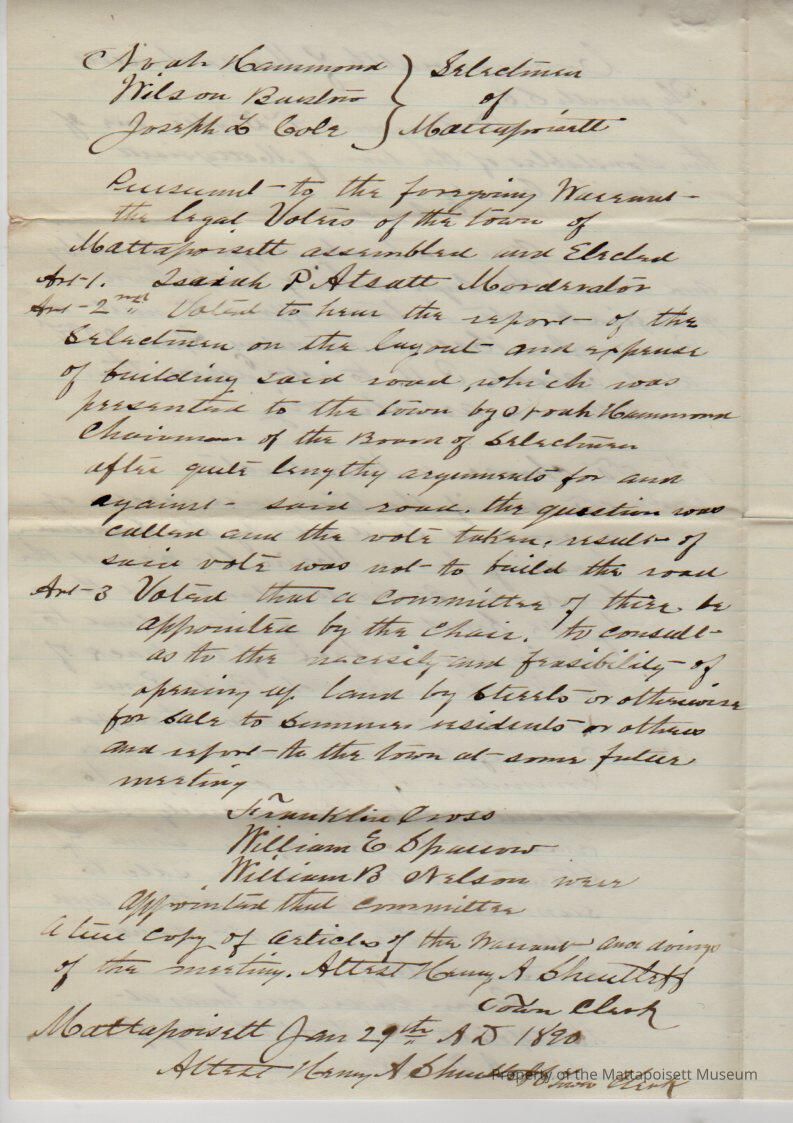 Noah Hammond } Selectmen
Wilson Barstow } of
Joseph L Cole } Mattapoisett
Pursuant to the foregoing Warrant
the legal Voters of the town of
Mattapoisett assembled and Elected
Art-1. Isaiah P Atsatt Morderator
Art-2nd Voted to hear the report of the
Selectmen on the layout and expense
of building said road, which was
presented to the town by Noah Hammond
Chairman of the Board of Selectmen
after quite lengthy arguments for and
against said road. the question was
called and the vote taken. result of
said vote was not to build the road
Art-3 Voted that a committee of three be
appointed by the chair. to consult
as to the necesity and feasibility of
opening up land by Steets or otherwise
for sale to summer residents or others
and report to the town at some future
meeting
Franklin Cross
William E Sparrow
William B Nelson were
appointed that committee
A true copy of articles of the warrant and doings
of the meeting. Attest Henry A Shurtleff
Town Clerk
Mattapoisett Jan 29th AD 1890
Attest Henry A Shurtleff Town Clerk
Property of the Mattapoisett Museum